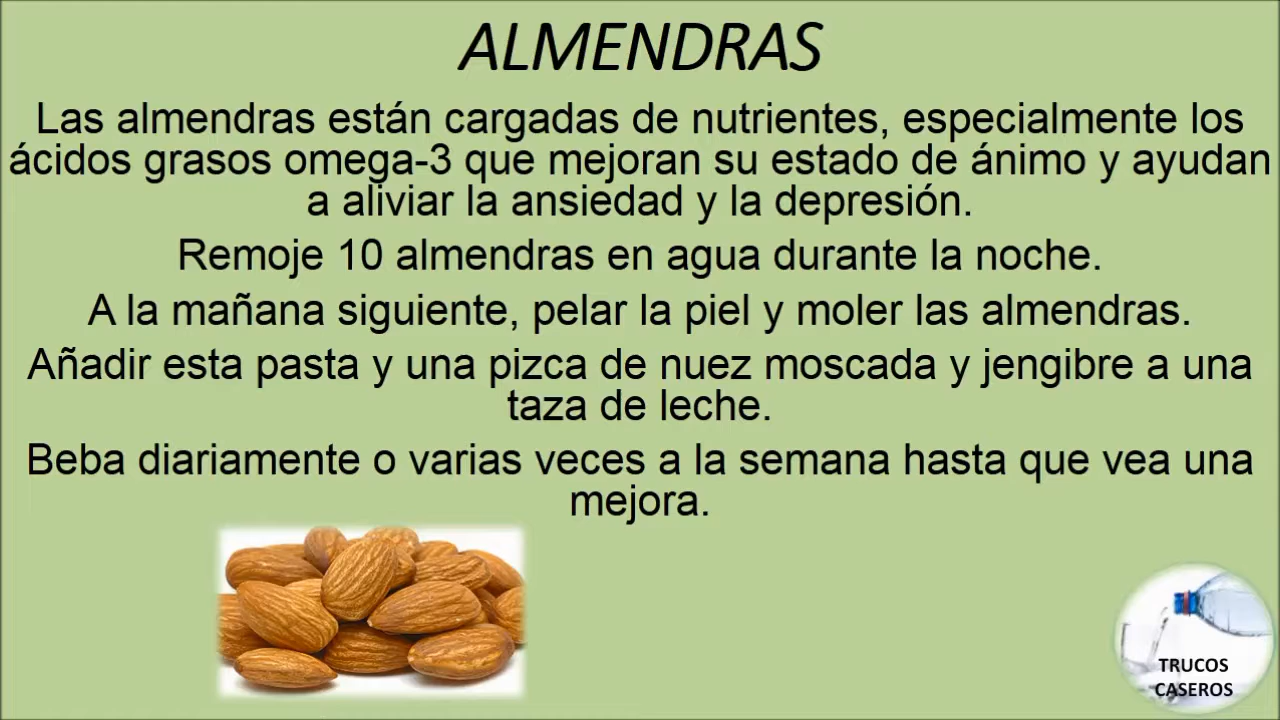 ALMENDRAS
Las almendras están cargadas de nutrientes, especialmente los
ácidos grasos omega-3 que mejoran su estado de ánimo y ayudan
a aliviar la ansiedad y la depresión.
Remoje 10 almendras en agua durante la noche.
A la mañana siguiente, pelar la piel y moler las almendras.
Añadir esta pasta y una pizca de nuez moscada y jengibre a una
taza de leche.
Beba diariamente o varias veces a la semana hasta que vea una
mejora.
TRUCOS
CASEROS